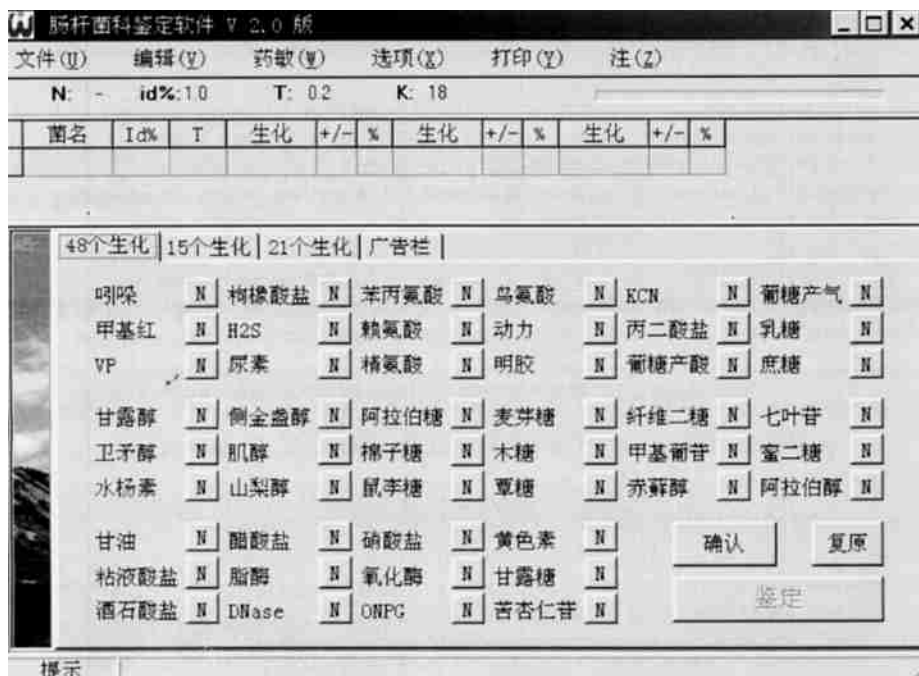 肠杆菌科鉴定软件 V 2.0 版
文件(U) 编辑(V) 药敏(W) 选项(X) 打印(Y) 注(Z)
N: - id%:1.0 T: 0.2 K: 18
菌名 Id% T 生化 +/- % 生化 +/- % 生化 +/- %
48个生化 15个生化 21个生化 广告栏
吲哚 N 枸橡酸盐 N 苯丙氨酸 N 鸟氨酸 N KCN N 葡糖产气 N
甲基红 N H2S N 赖氨酸 N 动力 N 丙二酸盐 N 乳糖 N
VP N 尿素 N 精氨酸 N 明胶 N 葡糖产酸 N 庶糖 N
甘露醇 N 侧金盏醇 N 阿拉伯糖 N 麦芽糖 N 纤维二糖 N 七叶苷 N
卫矛醇 N 肌醇 N 棉子糖 N 木糖 N 甲基葡苷 N 蜜二糖 N
水杨素 N 山梨醇 N 鼠李糖 N 覃糖 N 赤藓醇 N 阿拉伯醇 N
甘油 N 醋酸盐 N 硝酸盐 N 黄色素 N 确认 复原
粘液酸盐 N 脂酶 N 氧化酶 N 甘露糖 N 鉴定
酒石酸盐 N DNase N ONPG N 苦杏仁苷 N
提示